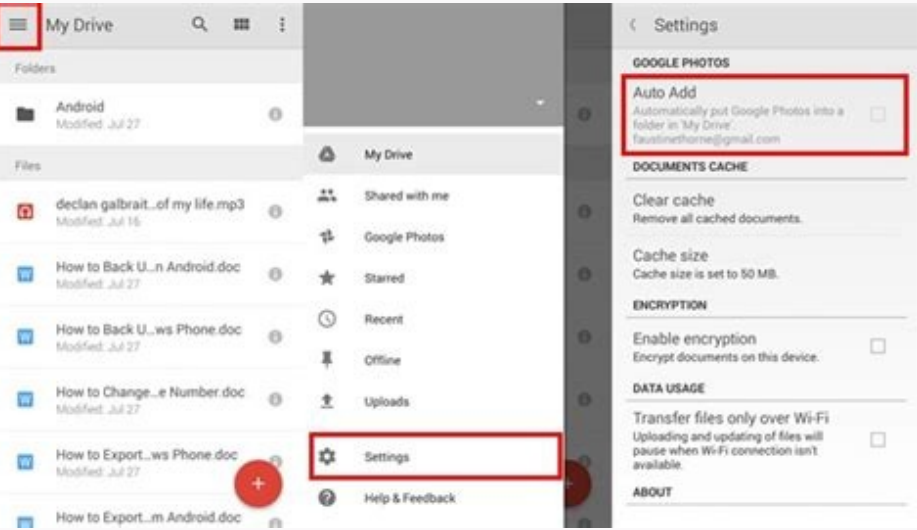 My Drive
Folders
Android
Modified: Jul 27
Files
declan galbrait...of my life.mp3
Modified: Jul 16
How to Back U...n Android.doc
Modified: Jul 27
How to Back U...ws Phone.doc
Modified: Jul 27
How to Change...e Number.doc
Modified: Jul 27
How to Export...ws Phone.doc
Modified: Jul 27
How to Export...m Android.doc
My Drive
Shared with me
Google Photos
Starred
Recent
Offline
Uploads
Settings
Help & Feedback
Settings
GOOGLE PHOTOS
Auto Add
Automatically put Google Photos into a
folder in 'My Drive'.
faustinethorne@gmail.com
DOCUMENTS CACHE
Clear cache
Remove all cached documents.
Cache size
Cache size is set to 50 MB.
ENCRYPTION
Enable encryption
Encrypt documents on this device.
DATA USAGE
Transfer files only over Wi-Fi
Uploading and updating of files will
pause when Wi-Fi connection isn't
available.
ABOUT